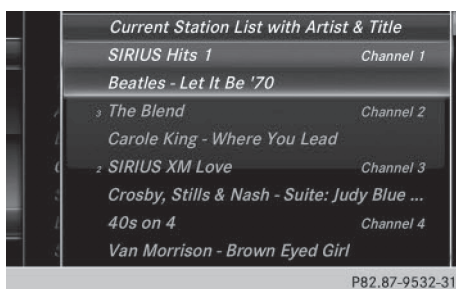 Current Station List with Artist & Title
SIRIUS Hits 1 Channel 1
Beatles - Let It Be '70
3 The Blend Channel 2
Carole King - Where You Lead
2 SIRIUS XM Love Channel 3
Crosby, Stills & Nash - Suite: Judy Blue ...
40s on 4 Channel 4
Van Morrison - Brown Eyed Girl
P82.87-9532-31